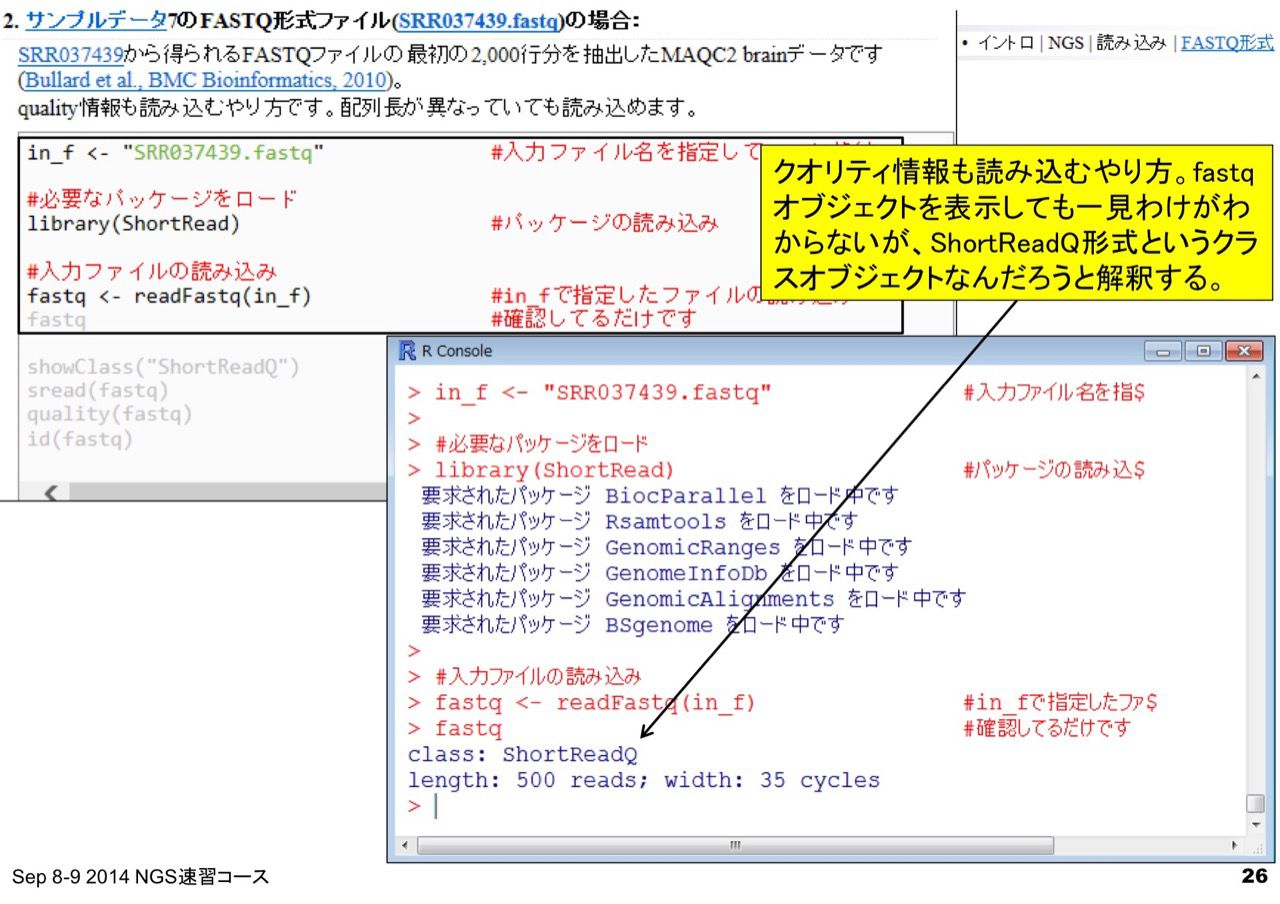 2. サンプルデータ7のFASTQ形式ファイル(SRR037439.fastq)の場合:
SRR037439から得られるFASTQファイルの最初の2,000行分を抽出したMAQC2 brainデータです
(Bullard et al., BMC Bioinformatics, 2010)。
quality情報も読み込むやり方です。配列長が異なっていても読み込めます。
• イントロ | NGS | 読み込み | FASTQ形式
in_f <- "SRR037439.fastq" #入力ファイル名を指定して
#必要なパッケージをロード
library(ShortRead) #パッケージの読み込み
#入力ファイルの読み込み
fastq <- readFastq(in_f) #in_fで指定したファイルの読み込み
fastq #確認してるだけです
showClass("ShortReadQ")
sread(fastq)
quality(fastq)
id(fastq)
クオリティ情報も読み込むやり方。fastq
オブジェクトを表示しても一見わけがわ
からないが、ShortReadQ形式というクラ
スオブジェクトなんだろうと解釈する。
R Console
> in_f <- "SRR037439.fastq" #入力ファイル名を指$
>
> #必要なパッケージをロード
> library(ShortRead) #パッケージの読み込$
要求されたパッケージ BiocParallel をロード中です
要求されたパッケージ Rsamtools をロード中です
要求されたパッケージ GenomicRanges をロード中です
要求されたパッケージ GenomeInfoDb をロード中です
要求されたパッケージ GenomicAlignments をロード中です
要求されたパッケージ BSgenome をロード中です
>
> #入力ファイルの読み込み
> fastq <- readFastq(in_f) #in_fで指定したファ$
> fastq #確認してるだけです
class: ShortReadQ
length: 500 reads; width: 35 cycles
>
Sep 8-9 2014 NGS速習コース
26